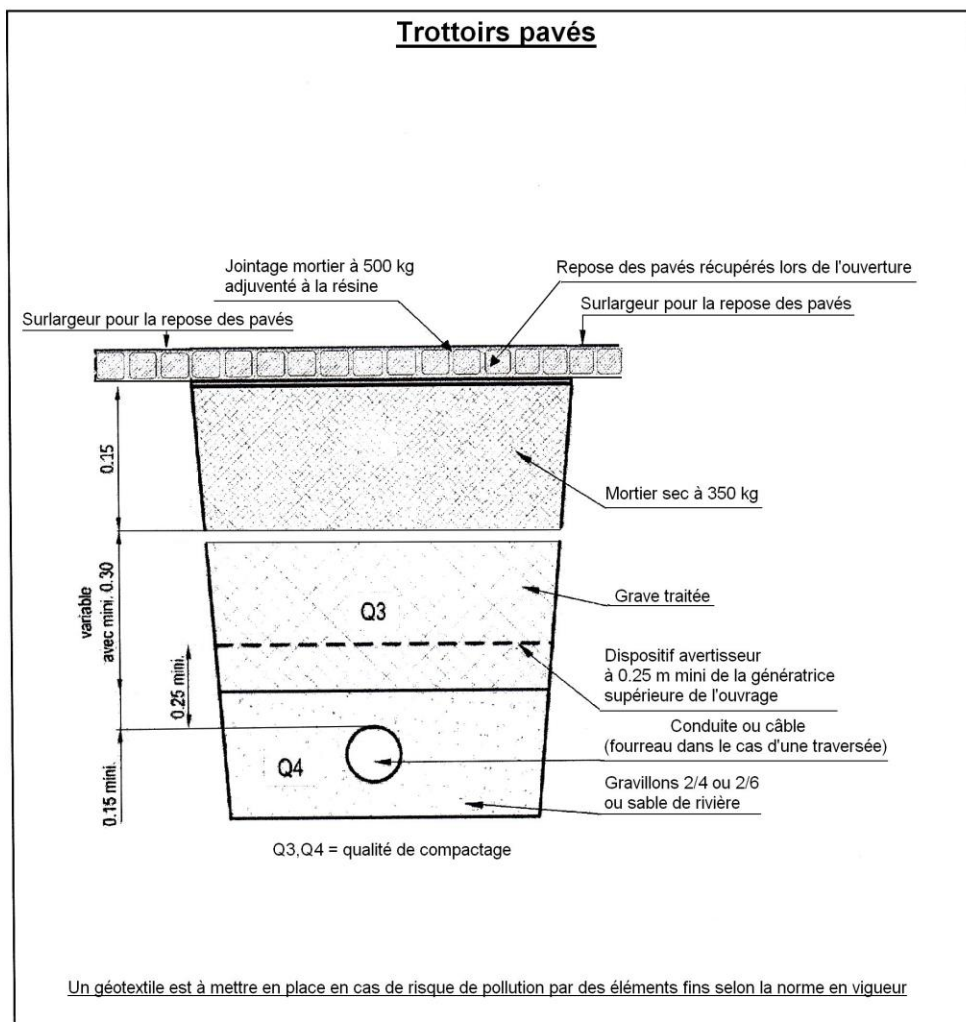 Trottoirs pavés
Jointage mortier à 500 kg
adjuventé à la résine
Repose des pavés récupérés lors de l'ouverture
Surlargeur pour la repose des pavés
Surlargeur pour la repose des pavés
0.15
Mortier sec à 350 kg
variable
avec mini. 0.30
Q3
Grave traitée
0.25 mini.
Dispositif avertisseur
à 0.25 m mini de la génératrice
supérieure de l'ouvrage
Conduite ou câble
(fourreau dans le cas d'une traversée)
0.15 mini.
Q4
Gravillons 2/4 ou 2/6
ou sable de rivière
Q3,Q4 = qualité de compactage
Un géotextile est à mettre en place en cas de risque de pollution par des éléments fins selon la norme en vigueur